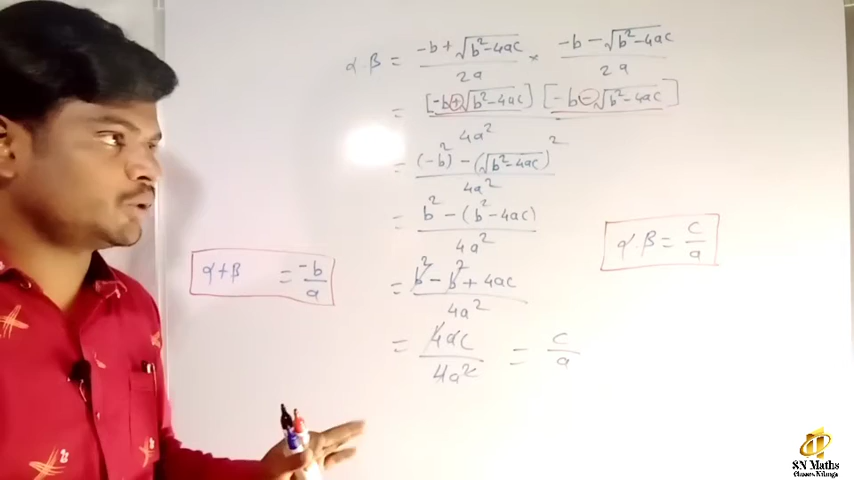 α.β = -b+√b²-4ac / 2a × -b-√b²-4ac / 2a
= [-b+√b²-4ac] [-b-√b²-4ac] / 4a²
= (-b)² - (√b²-4ac)² / 4a²
= b² - (b²-4ac) / 4a²
α+β = -b/a
α.β = c/a
= b² - b² + 4ac / 4a²
= 4ac / 4a² = c/a
SN Maths
Classes, Kilunga